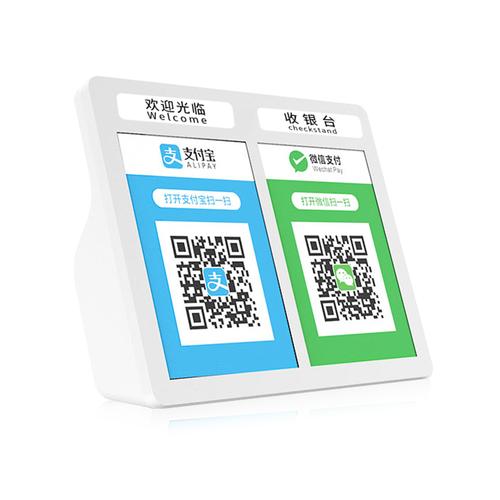 欢迎光临
Welcome
支付宝
ALIPAY
打开支付宝扫一扫
收银台
checkstand
微信支付
Wechat Pay
打开微信扫一扫